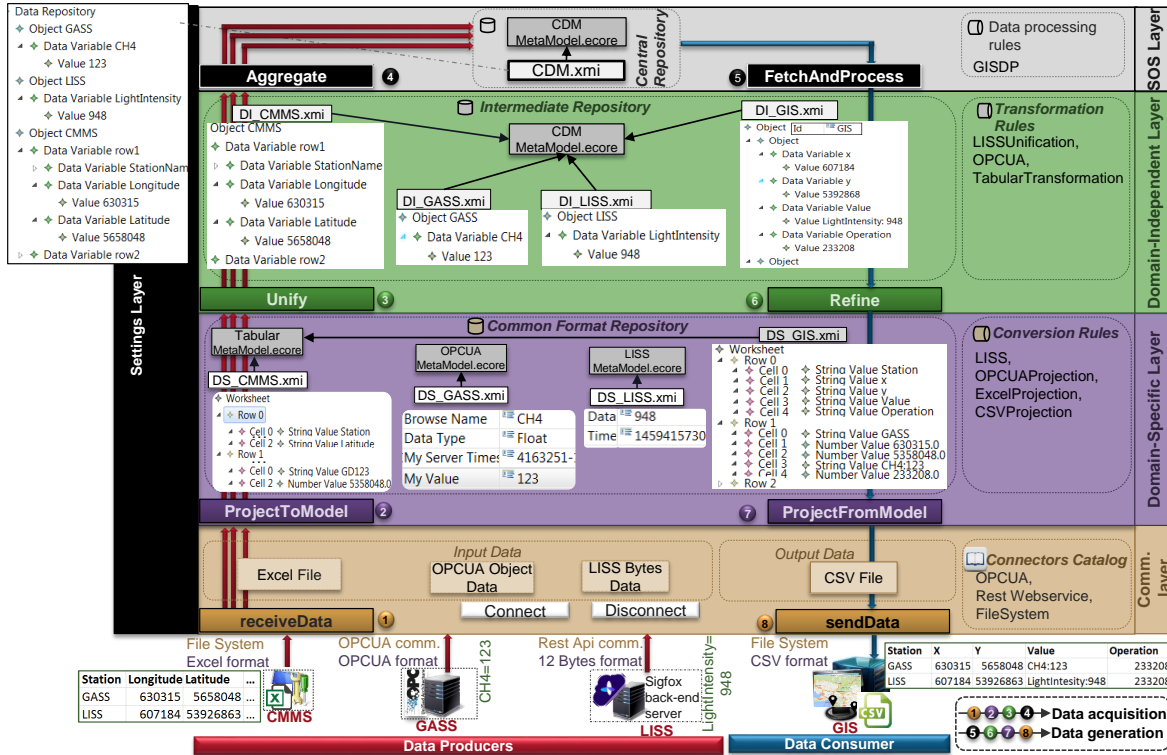 Data Repository
Object GASS
Data Variable CH4
Value 123
Object LISS
Data Variable LightIntensity
Value 948
Object CMMS
Data Variable row1
Data Variable StationNam
Data Variable Longitude
Value 630315
Data Variable Latitude
Value 5658048
Data Variable row2
Settings Layer
CDM
MetaModel.ecore
CDM.xmi
Central
Repository
Aggregate
4
5
FetchAndProcess
Data processing
rules
GISDP
SOS Layer
Intermediate Repository
DI_CMMS.xmi
Object CMMS
Data Variable row1
Data Variable StationName
Data Variable Longitude
Value 630315
Data Variable Latitude
Value 5658048
Data Variable row2
CDM
MetaModel.ecore
DI_GASS.xmi
Object GASS
Data Variable CH4
Value 123
DI_LISS.xmi
Object LISS
Data Variable LightIntensity
Value 948
DI_GIS.xmi
Object Id GIS
Object
Data Variable x
Value 607184
Data Variable y
Value 5392868
Data Variable Value
Value LightIntensity: 948
Data Variable Operation
Value 233208
Object
Transformation
Rules
LISSUnification,
OPCUA,
TabularTransformation
Domain-Independent Layer
Unify
3
6
Refine
Common Format Repository
Tabular
MetaModel.ecore
DS_CMMS.xmi
Worksheet
Row 0
Cell 0 String Value Station
Cell 2 String Value Latitude
Row 1
...
Cell 0 String Value GD123
Cell 2 Number Value 5358048.0
OPCUA
MetaModel.ecore
DS_GASS.xmi
Browse Name CH4
Data Type Float
My Server Times 4163251-
My Value 123
LISS
MetaModel.ecore
DS_LISS.xmi
Data 948
Time 1459415730
DS_GIS.xmi
Worksheet
Row 0
Cell 0 String Value Station
Cell 1 String Value x
Cell 2 String Value y
Cell 3 String Value Value
Cell 4 String Value Operation
Row 1
Cell 0 String Value GASS
Cell 1 Number Value 630315.0
Cell 2 Number Value 5358048.0
Cell 3 String Value CH4:123
Cell 4 Number Value 233208.0
Row 2
Conversion Rules
LISS,
OPCUAProjection,
ExcelProjection,
CSVProjection
Domain-Specific Layer
ProjectToModel
2
7
ProjectFromModel
Input Data
Excel File
OPCUA Object
Data
LISS Bytes
Data
Connect
Disconnect
Output Data
CSV File
Connectors Catalog
OPCUA,
Rest Webservice,
FileSystem
Comm.
layer
receiveData
1
8
sendData
File System
Excel format
OPCUA comm.
OPCUA format
CH4=123
Rest Api comm.
12 Bytes format
LightIntensity=
948
File System
CSV format
Station Longitude Latitude ...
GASS 630315 5658048 ...
LISS 607184 53926863 ...
CMMS
OPC
GASS
Sigfox
back-end
server
LISS
CSV
GIS
Station X Y Value Operation
GASS 630315 5658048 CH4:123 233208
LISS 607184 53926863 LightIntesity:948 233208
1 2 3 4 Data acquisition
5 6 7 8 Data generation
Data Producers
Data Consumer